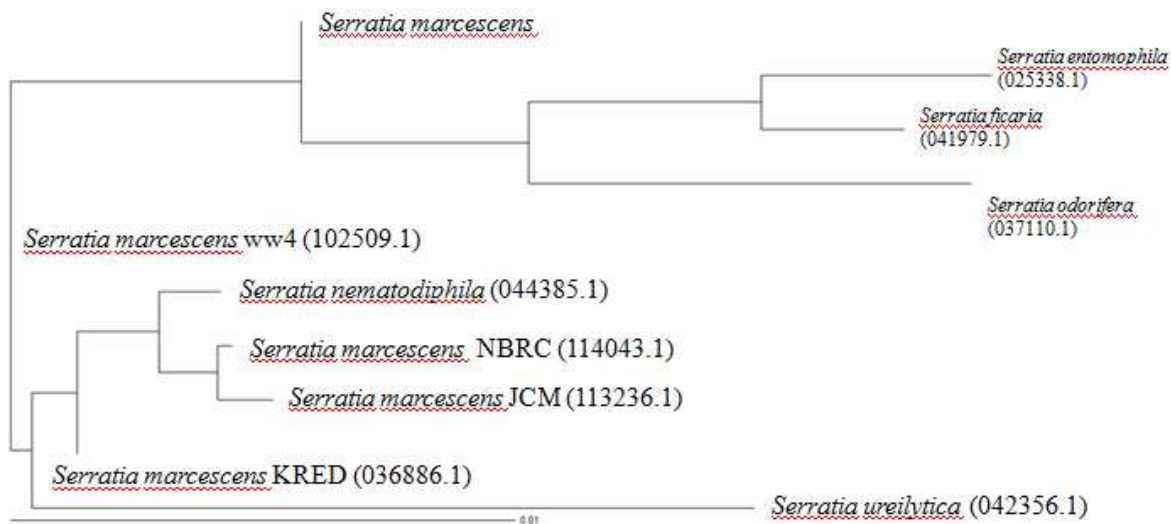 Serratia marcescens
Serratia entomophila
(025338.1)
Serratia ficaria
(041979.1)
Serratia odorifera
(037110.1)
Serratia marcescens ww4 (102509.1)
Serratia nematodiphila (044385.1)
Serratia marcescens NBRC (114043.1)
Serratia marcescens JCM (113236.1)
Serratia marcescens KRED (036886.1)
Serratia ureilytica (042356.1)
0.01